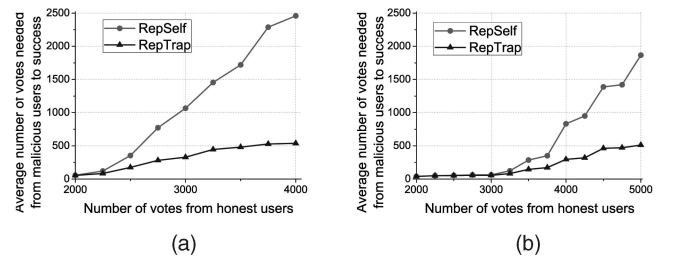 Average number of votes needed
from malicious users to success
2500
2000
1500
1000
500
0
RepSelf
RepTrap
2000
3000
4000
Number of votes from honest users
(a)
Average number of votes needed
from malicious users to success
2500
2000
1500
1000
500
0
RepSelf
RepTrap
2000
3000
4000
5000
Number of votes from honest users
(b)